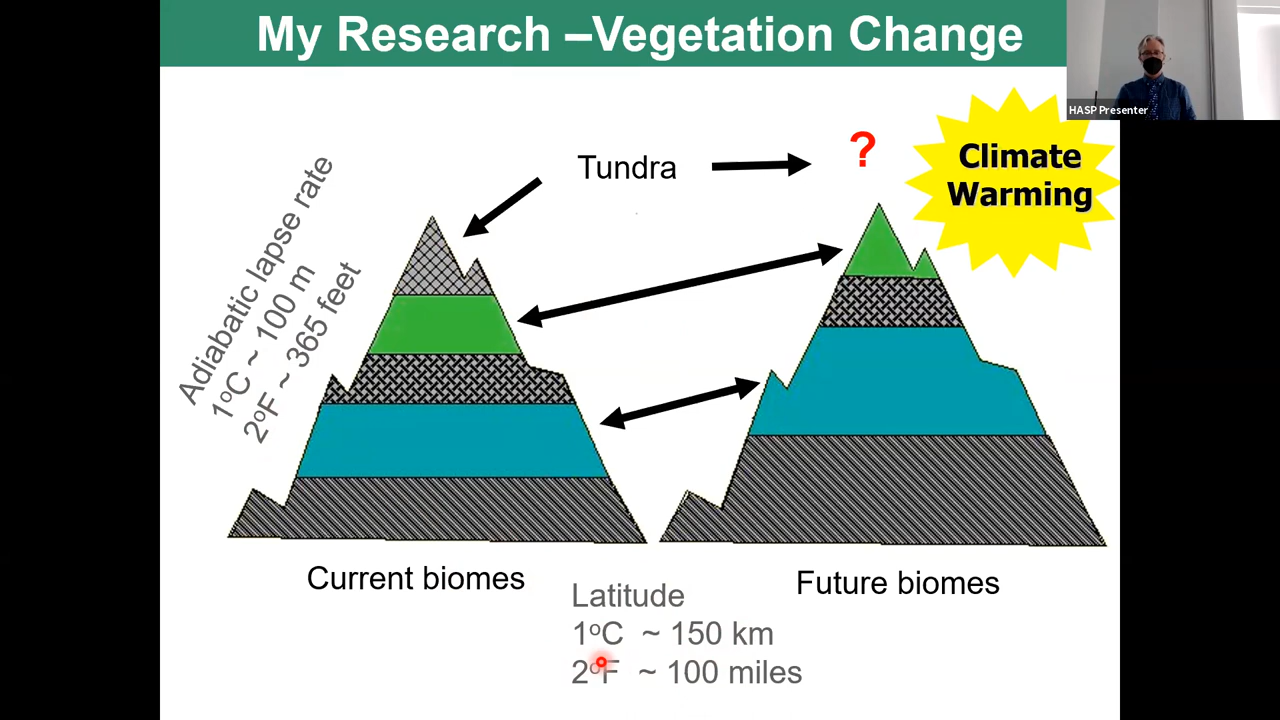 My Research –Vegetation Change
HASP Presenter
Climate
Warming
?
Tundra
Adiabatic lapse rate
1ºC ~ 100 m
2ºF ~ 365 feet
Current biomes
Future biomes
Latitude
1ºC ~ 150 km
2ºF ~ 100 miles